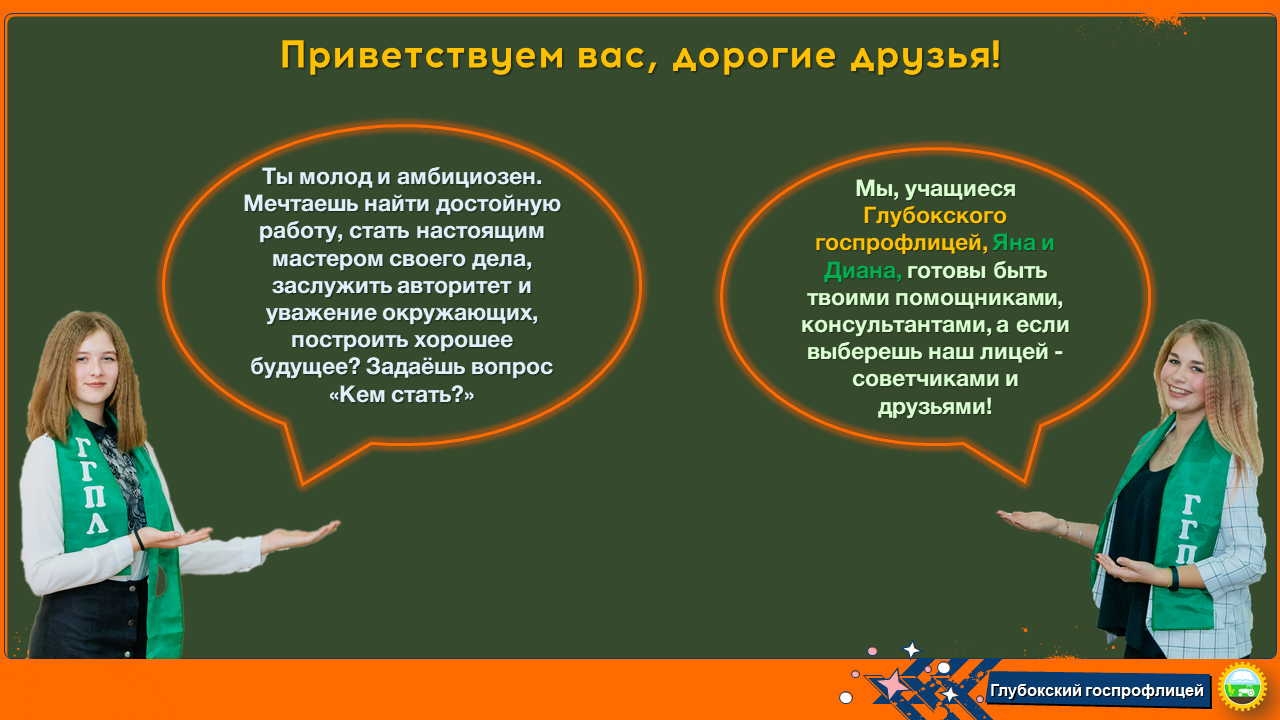 Приветствуем вас, дорогие друзья!
Ты молод и амбициозен.
Мечтаешь найти достойную
работу, стать настоящим
мастером своего дела,
заслужить авторитет и
уважение окружающих,
построить хорошее
будущее? Задаёшь вопрос
«Кем стать?»
Мы, учащиеся
Глубокского
госпрофлицей, Яна и
Диана, готовы быть
твоими помощниками,
консультантами, а если
выберешь наш лицей -
советчиками и
друзьями!
ГГПЛ
ГГП
Глубокский госпрофлицей